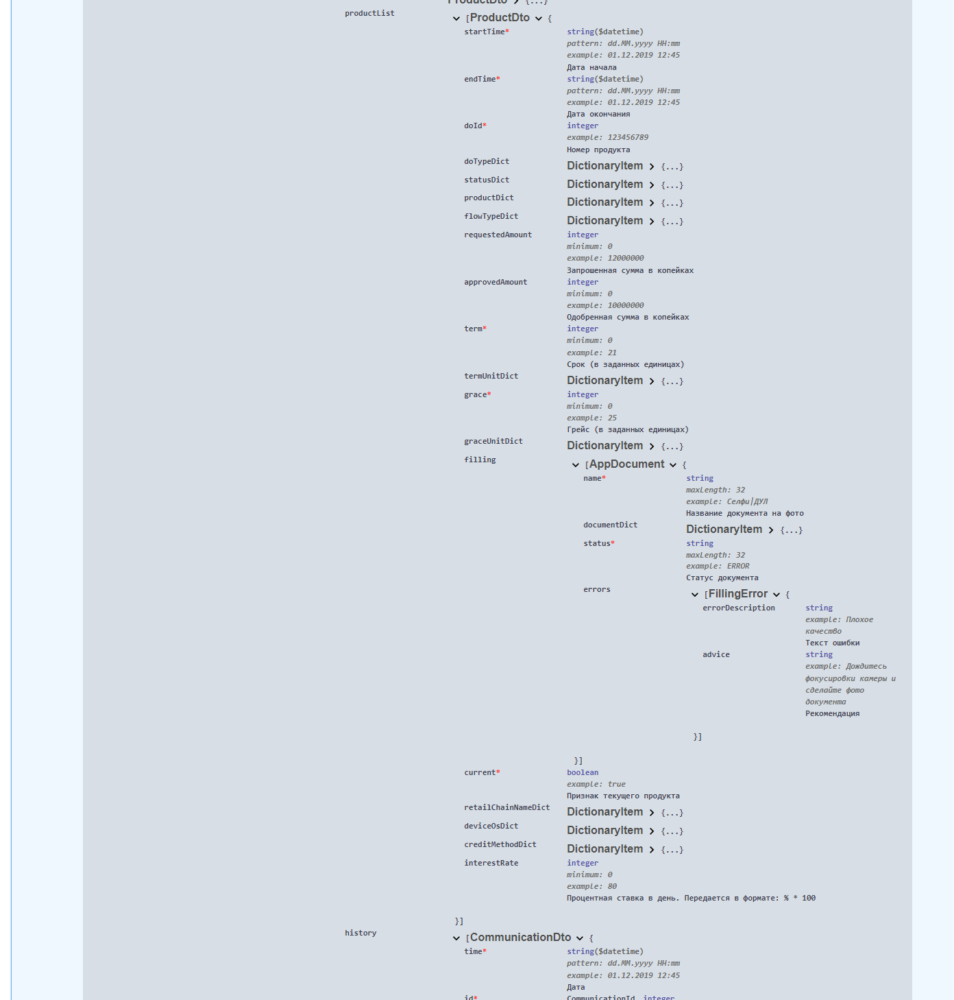 ProductDto > {...}
productList
[ProductDto {
startTime*
string($datetime)
pattern: dd.MM.yyyy HH:mm
example: 01.12.2019 12:45
Дата начала
endTime*
string($datetime)
pattern: dd.MM.yyyy HH:mm
example: 01.12.2019 12:45
Дата окончания
doId*
integer
example: 123456789
Номер продукта
doTypeDict
DictionaryItem > {...}
statusDict
DictionaryItem > {...}
productDict
DictionaryItem > {...}
flowTypeDict
DictionaryItem > {...}
requestedAmount
integer
minimum: 0
example: 12000000
Запрошенная сумма в копейках
approvedAmount
integer
minimum: 0
example: 10000000
Одобренная сумма в копейках
term*
integer
minimum: 0
example: 21
Срок (в заданных единицах)
termUnitDict
DictionaryItem > {...}
grace*
integer
minimum: 0
example: 25
Грейс (в заданных единицах)
graceUnitDict
DictionaryItem > {...}
filling
[AppDocument {
name*
string
maxLength: 32
example: Селфи|ДУЛ
Название документа на фото
documentDict
DictionaryItem > {...}
status*
string
maxLength: 32
example: ERROR
Статус документа
errors
[FillingError {
errorDescription
string
example: Плохое
качество
Текст ошибки
advice
string
example: Дождитесь
фокусировки камеры и
сделайте фото
документа
Рекомендация
}]
}]
current*
boolean
example: true
Признак текущего продукта
retailChainNameDict
DictionaryItem > {...}
deviceOsDict
DictionaryItem > {...}
creditMethodDict
DictionaryItem > {...}
interestRate
integer
minimum: 0
example: 80
Процентная ставка в день. Передается в формате: % * 100
}]
history
[CommunicationDto {
time*
string($datetime)
pattern: dd.MM.yyyy HH:mm
example: 01.12.2019 12:45
Дата
id*
CommunicationId, integer